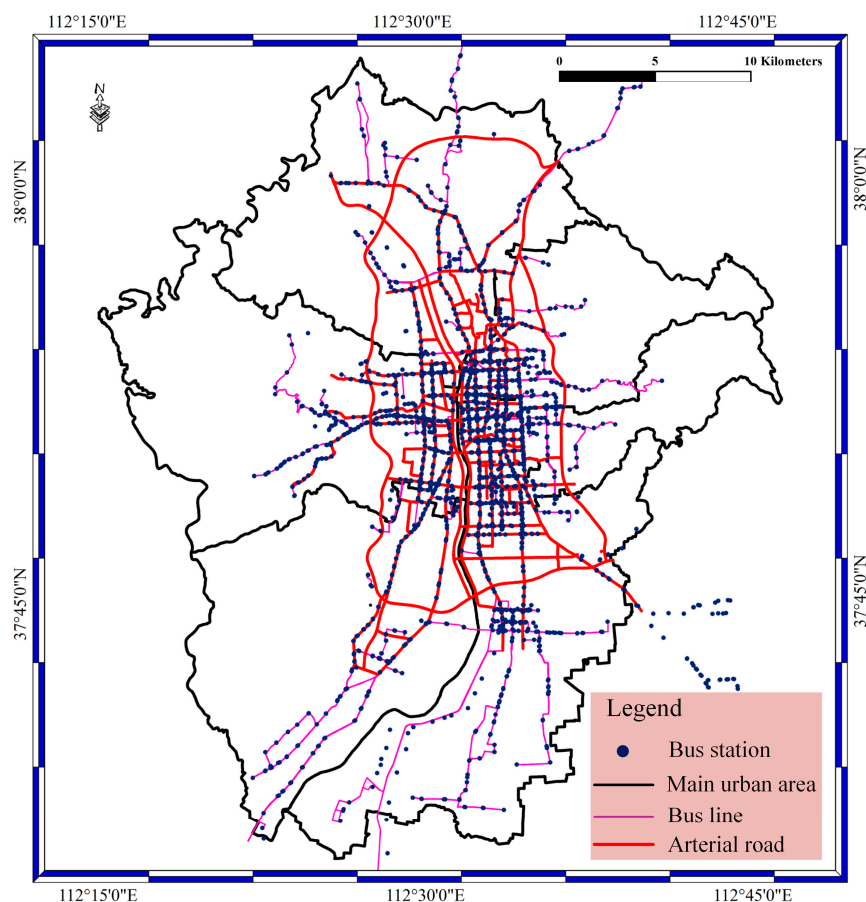 112°15'0"E 112°30'0"E 112°45'0"E
0 5 10 Kilometers
N
38°0'0"N 38°0'0"N
37°45'0"N 37°45'0"N
Legend
Bus station
Main urban area
Bus line
Arterial road
112°15'0"E 112°30'0"E 112°45'0"E